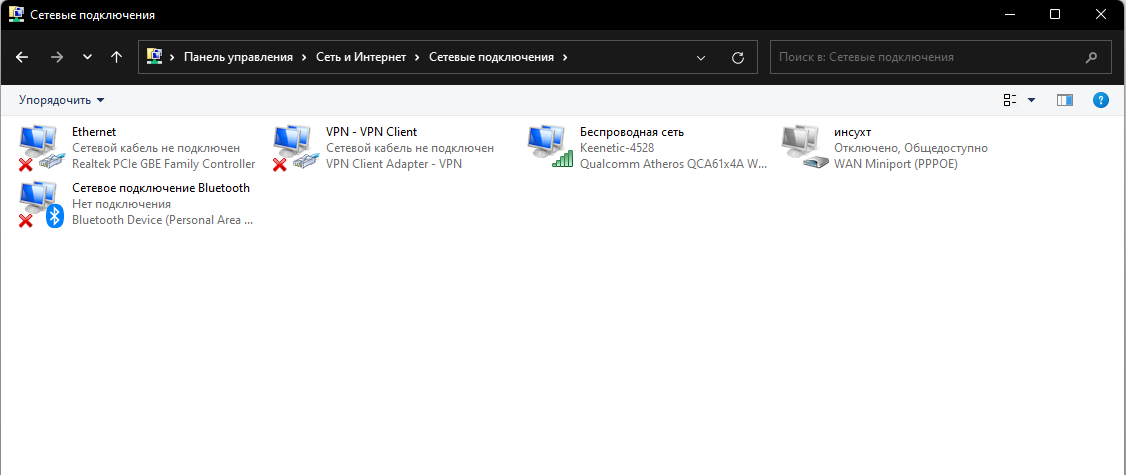 Сетевые подключения
Панель управления > Сеть и Интернет > Сетевые подключения >
Поиск в: Сетевые подключения
Упорядочить
?
Ethernet
Сетевой кабель не подключен
Realtek PCIe GBE Family Controller
VPN - VPN Client
Сетевой кабель не подключен
VPN Client Adapter - VPN
Беспроводная сеть
Keenetic-4528
Qualcomm Atheros QCA61x4A W...
инсухт
Отключено, Общедоступно
WAN Miniport (PPPOE)
Сетевое подключение Bluetooth
Нет подключения
Bluetooth Device (Personal Area ...